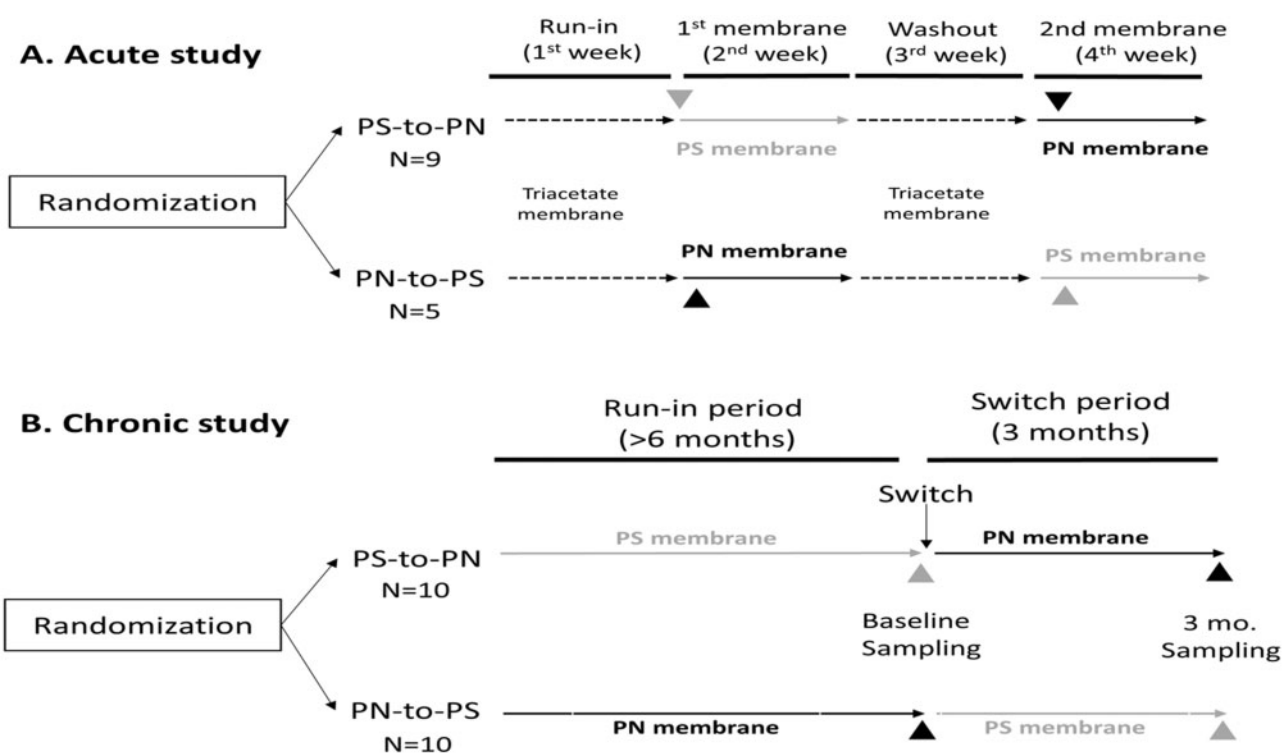 A. Acute study
Run-in
(1st week)
1st membrane
(2nd week)
Washout
(3rd week)
2nd membrane
(4th week)
Randomization
PS-to-PN
N=9
PS membrane
PN membrane
Triacetate
membrane
Triacetate
membrane
PN-to-PS
N=5
PN membrane
PS membrane
B. Chronic study
Run-in period
(>6 months)
Switch period
(3 months)
Switch
Randomization
PS-to-PN
N=10
PS membrane
PN membrane
Baseline
Sampling
3 mo.
Sampling
PN-to-PS
N=10
PN membrane
PS membrane